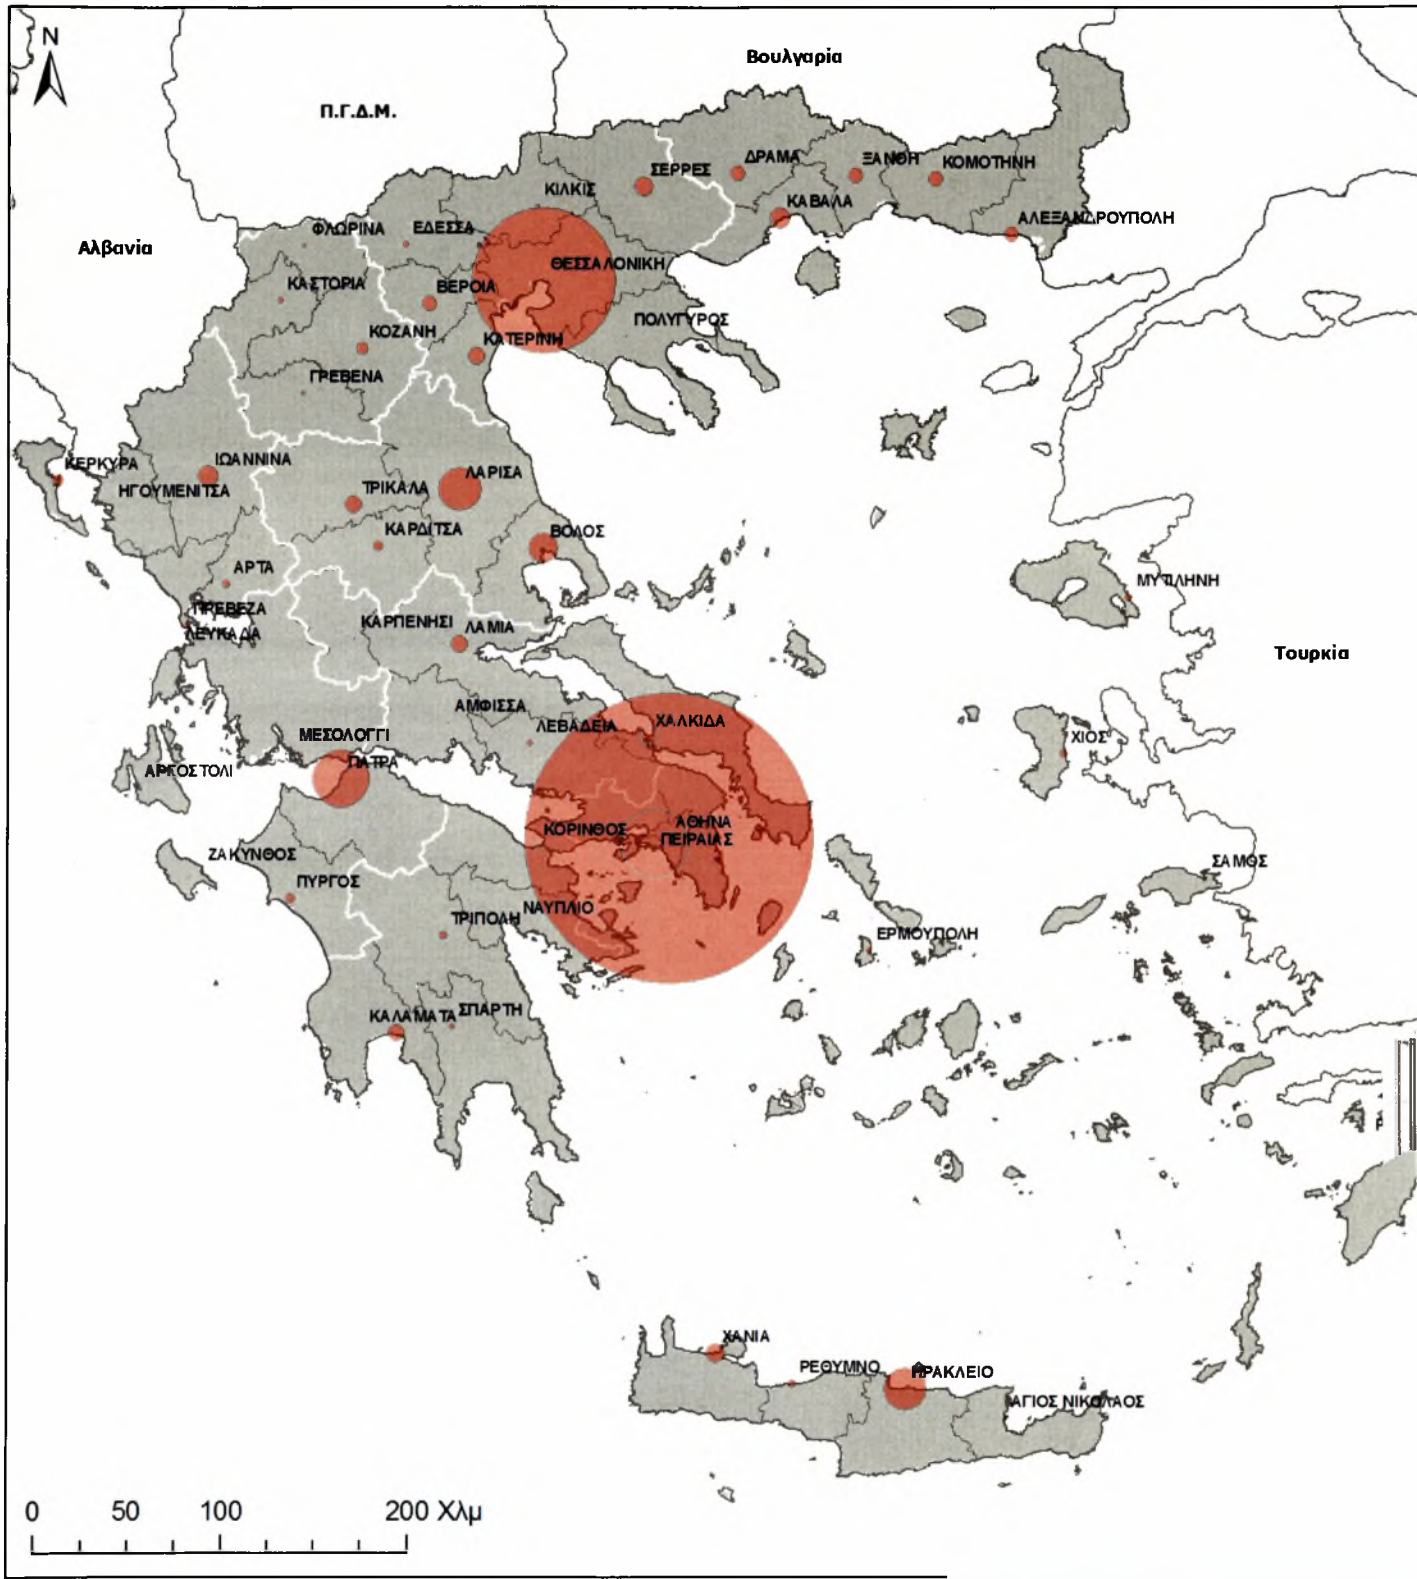 N
Βουλγαρία
Π.Γ.Δ.Μ.
ΔΡΑΜΑ
ΞΑΝΘΗ
ΣΕΡΡΕΣ
ΚΟΜΟΤΗΝΗ
ΚΙΛΚΙΣ
ΚΑΒΑΛΑ
ΑΛΕΞΑΝΔΡΟΥΠΟΛΗ
Αλβανία
ΦΛΩΡΙΝΑ
ΕΔΕΣΣΑ
ΘΕΣΣΑΛΟΝΙΚΗ
ΚΑΣΤΟΡΙΑ
ΒΕΡΟΙΑ
ΠΟΛΥΓΥΡΟΣ
ΚΟΖΑΝΗ
ΚΑΤΕΡΙΝΗ
ΓΡΕΒΕΝΑ
ΚΕΡΚΥΡΑ
ΙΩΑΝΝΙΝΑ
ΛΑΡΙΣΑ
ΗΓΟΥΜΕΝΙΤΣΑ
ΤΡΙΚΑΛΑ
ΚΑΡΔΙΤΣΑ
ΒΟΛΟΣ
ΑΡΤΑ
ΜΥΤΙΛΗΝΗ
ΠΡΕΒΕΖΑ
ΚΑΡΠΕΝΗΣΙ
ΛΑΜΙΑ
ΛΕΥΚΑΔΑ
Τουρκία
ΑΜΦΙΣΣΑ
ΛΕΒΑΔΕΙΑ
ΧΑΛΚΙΔΑ
ΜΕΣΟΛΟΓΓΙ
ΧΙΟΣ
ΠΑΤΡΑ
ΑΡΓΟΣΤΟΛΙ
ΑΘΗΝΑ
ΚΟΡΙΝΘΟΣ
ΠΕΙΡΑΙΑΣ
ΖΑΚΥΝΘΟΣ
ΣΑΜΟΣ
ΠΥΡΓΟΣ
ΝΑΥΠΛΙΟ
ΤΡΙΠΟΛΗ
ΕΡΜΟΥΠΟΛΗ
ΚΑΛΑΜΑΤΑ
ΣΠΑΡΤΗ
ΧΑΝΙΑ
ΡΕΘΥΜΝΟ
ΗΡΑΚΛΕΙΟ
ΑΓΙΟΣ ΝΙΚΟΛΑΟΣ
0 50 100 200 Χλμ